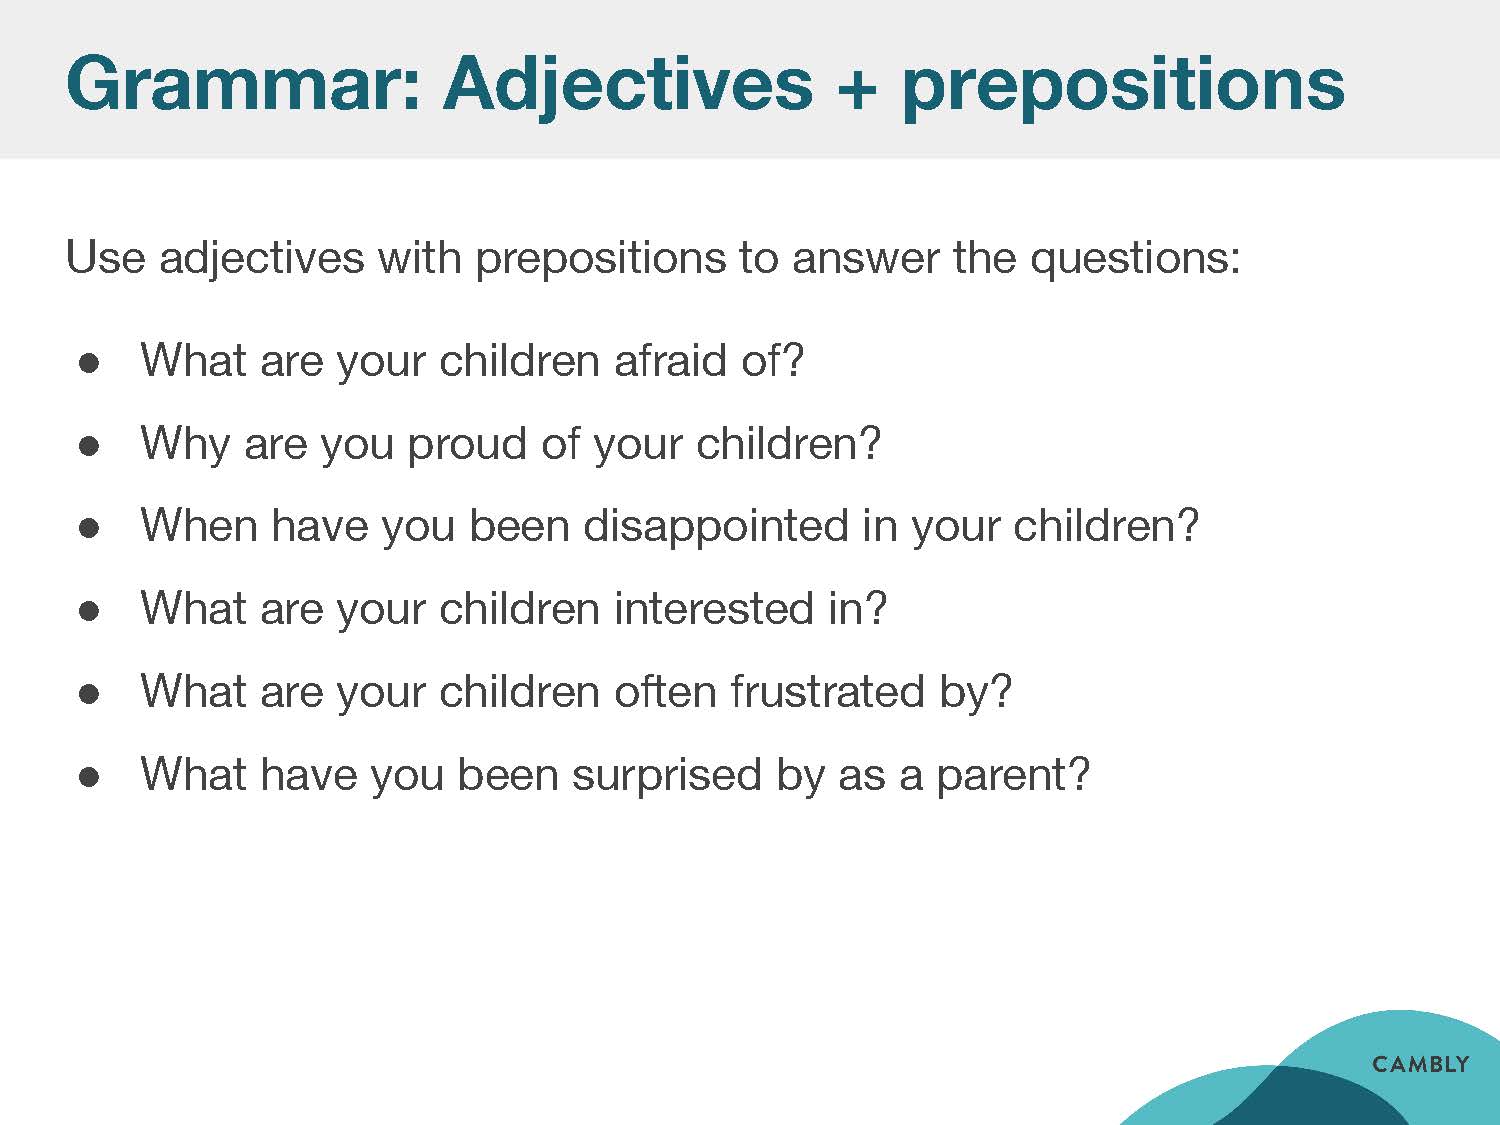 Grammar: Adjectives + prepositions
Use adjectives with prepositions to answer the questions:
● What are your children afraid of?
● Why are you proud of your children?
● When have you been disappointed in your children?
● What are your children interested in?
● What are your children often frustrated by?
● What have you been surprised by as a parent?
CAMBLY